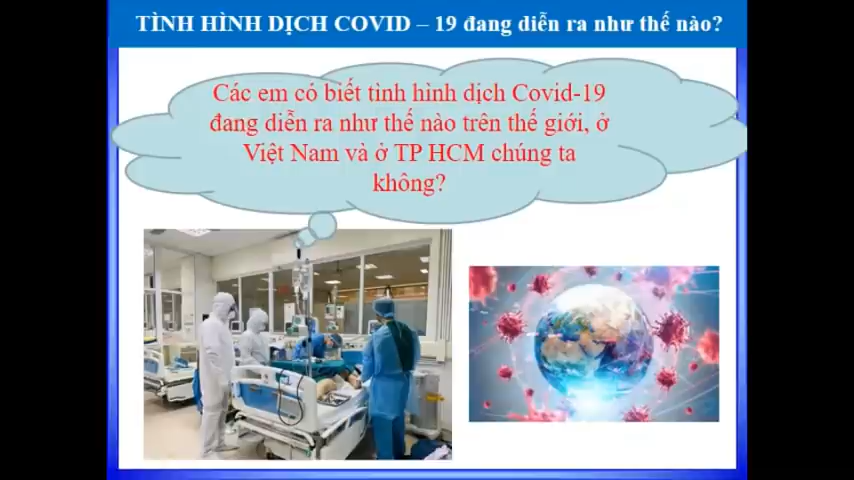 TÌNH HÌNH DỊCH COVID – 19 đang diễn ra như thế nào?
Các em có biết tình hình dịch Covid-19
đang diễn ra như thế nào trên thế giới, ở
Việt Nam và ở TP HCM chúng ta
không?